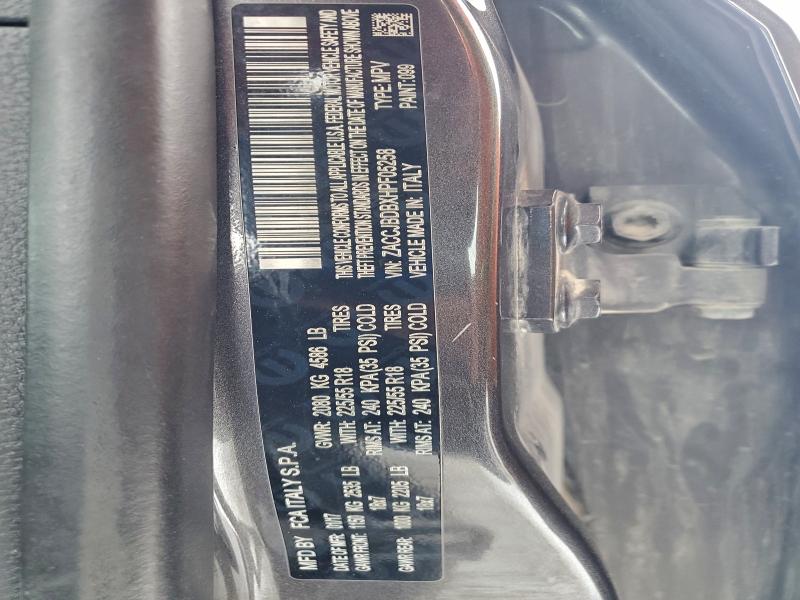 MFD BY FCA ITALY S.P.A.
DATE OF MFR: 01/17 GVWR: 2080 KG 4586 LB
GAWR FRONT: 1150 KG 2535 LB WITH: 225/55 R18 TIRES
18x7 RIMS AT: 240 KPA(35 PSI) COLD
GAWR REAR: 1000 KG 2205 LB WITH: 225/55 R18 TIRES
18x7 RIMS AT: 240 KPA(35 PSI) COLD
THIS VEHICLE CONFORMS TO ALL APPLICABLE U.S.A. FEDERAL MOTOR VEHICLE SAFETY AND
THEFT PREVENTION STANDARDS IN EFFECT ON THE DATE OF MANUFACTURE SHOWN ABOVE
VIN: ZACCJBDBXHPF05258 TYPE: MPV
VEHICLE MADE IN: ITALY PAINT: 099